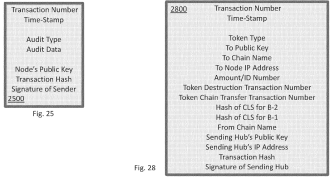 Transaction Number
Time-Stamp
Audit Type
Audit Data
Node's Public Key
Transaction Hash
Signature of Sender
2500
Fig. 25
2800
Transaction Number
Time-Stamp
Token Type
To Public Key
To Chain Name
To Node IP Address
Amount/ID Number
Token Destruction Transaction Number
Token Chain Transfer Transaction Number
Hash of CLS for B-2
Hash of CLS for B-1
From Chain Name
Sending Hub's Public Key
Sending Hub's IP Address
Transaction Hash
Signature of Sending Hub
Fig. 28